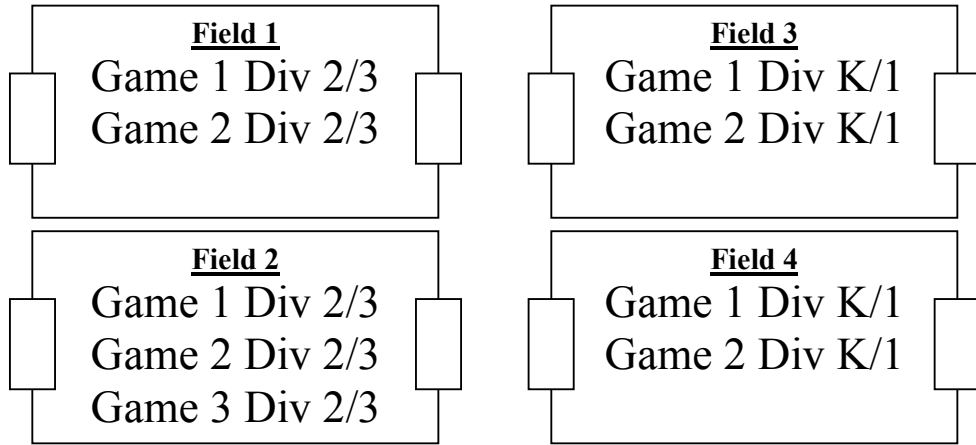 Field 1
Game 1 Div 2/3
Game 2 Div 2/3
Field 3
Game 1 Div K/1
Game 2 Div K/1
Field 2
Game 1 Div 2/3
Game 2 Div 2/3
Game 3 Div 2/3
Field 4
Game 1 Div K/1
Game 2 Div K/1